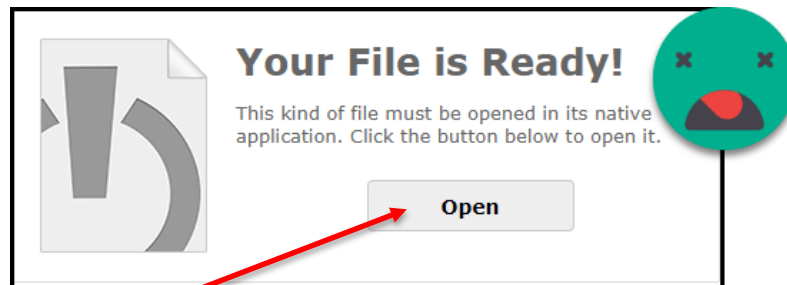 Your File is Ready!
This kind of file must be opened in its native
application. Click the button below to open it.
Open